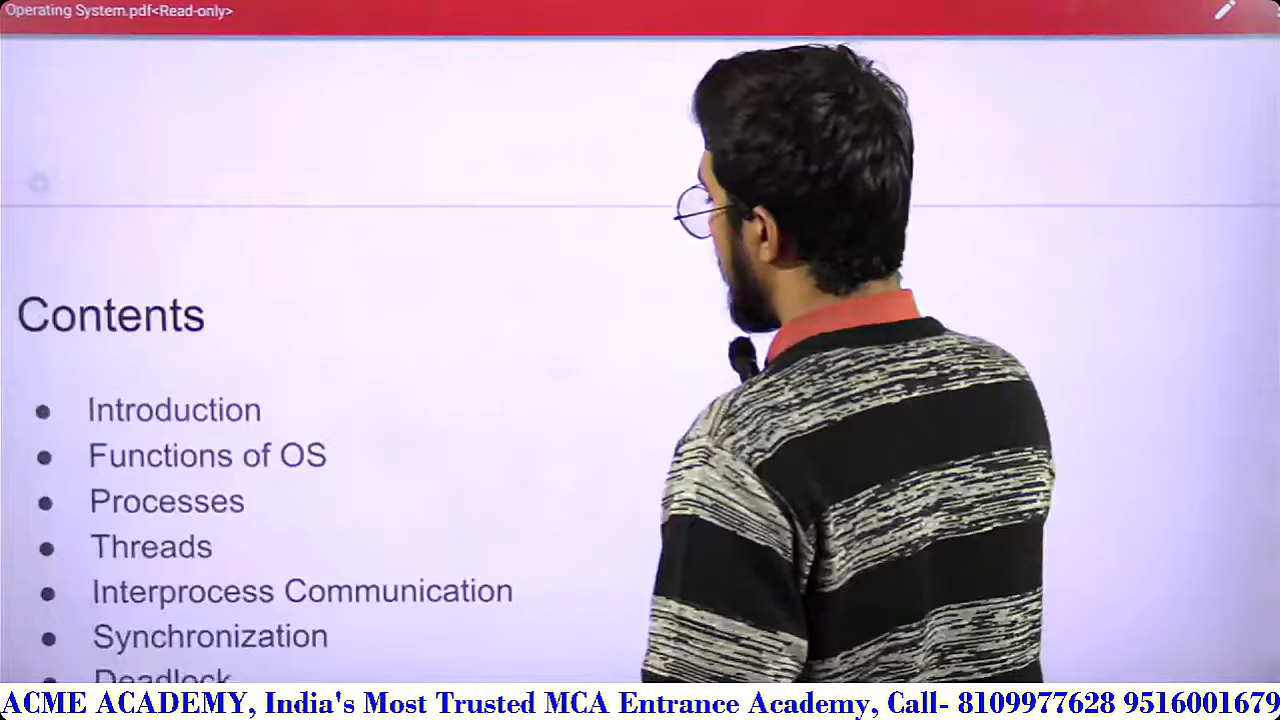 Operating System.pdf<Read-only>
Contents
● Introduction
● Functions of OS
● Processes
● Threads
● Interprocess Communication
● Synchronization
● Deadlock
ACME ACADEMY, India's Most Trusted MCA Entrance Academy, Call- 8109977628 9516001679